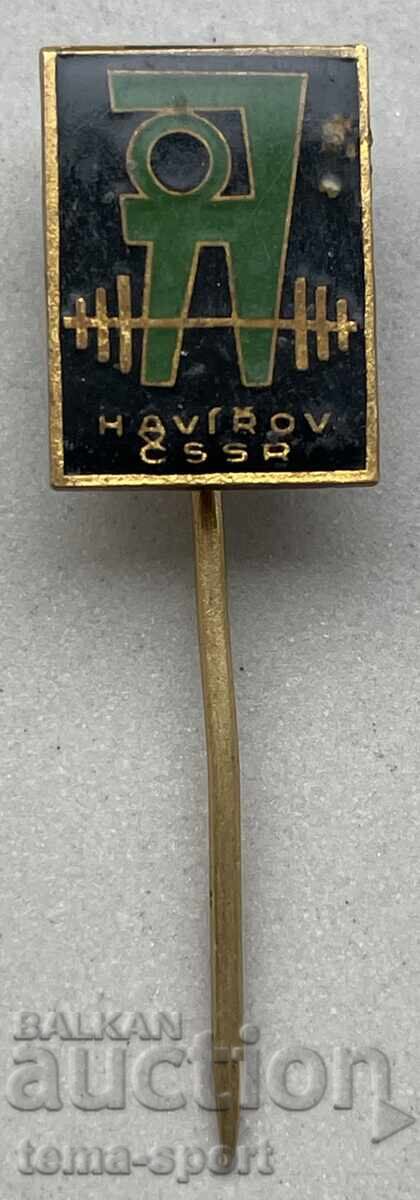 HAVÍŘOV
ČSSR
BALKAN
auction
tema-sport